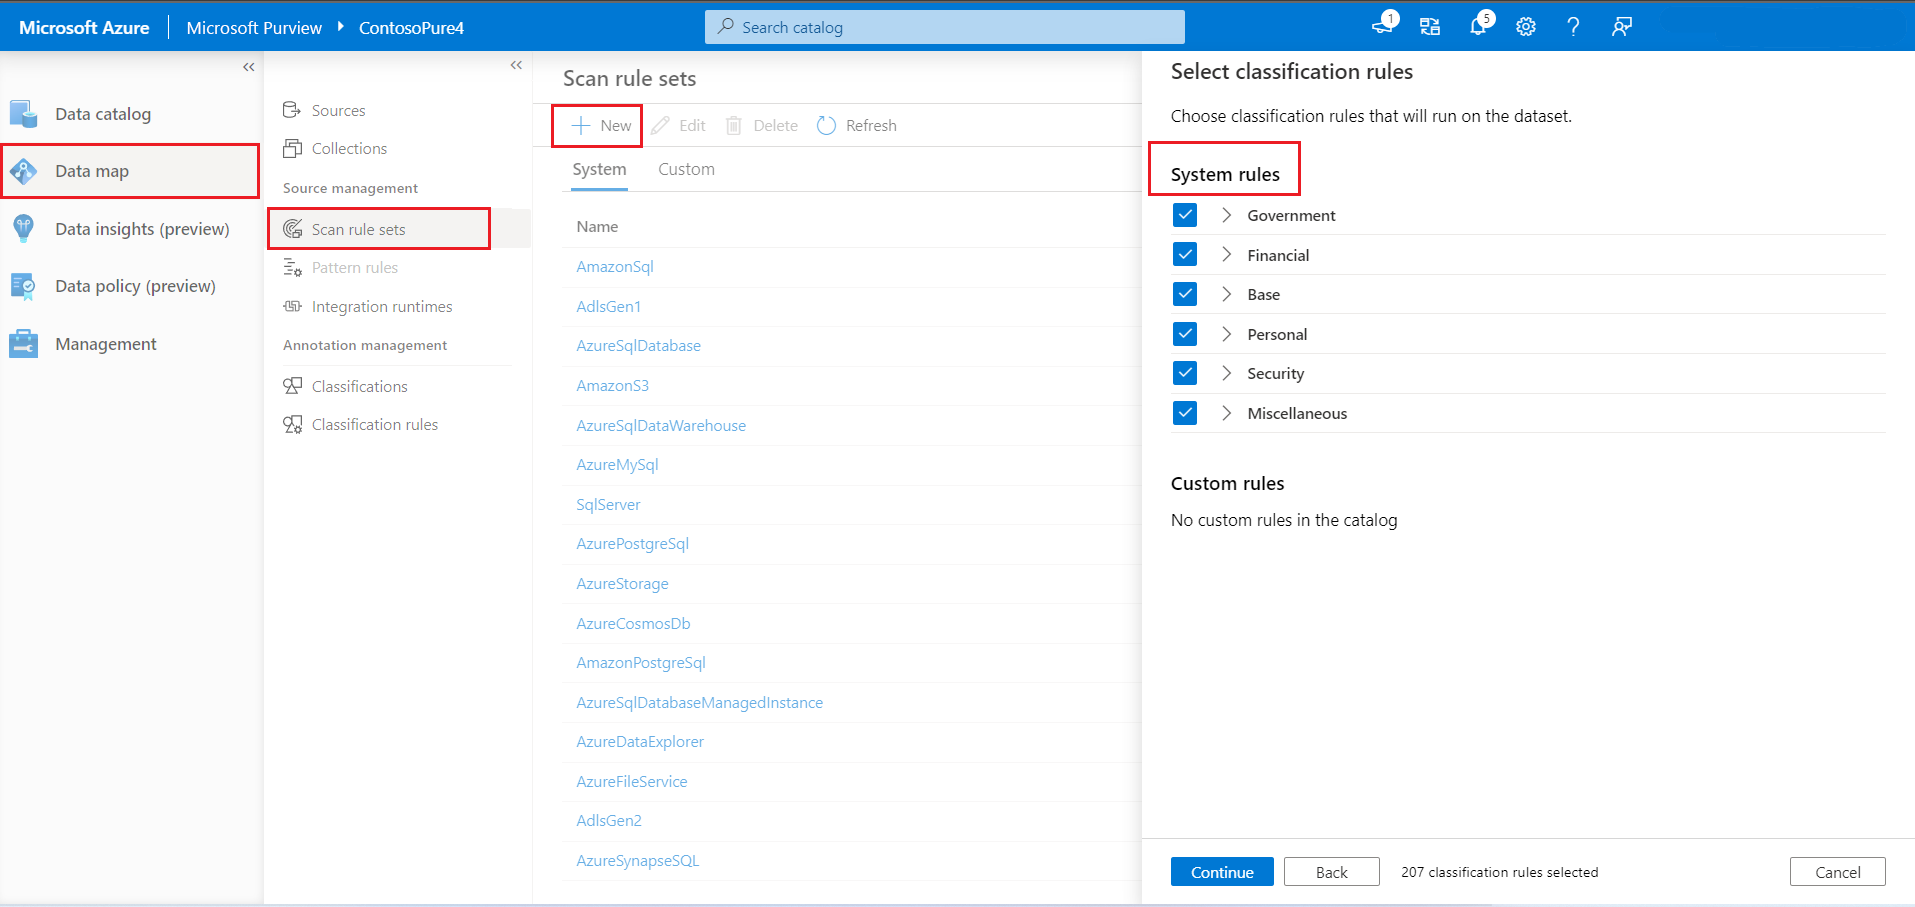 Microsoft Azure
Microsoft Purview
ContosoPure4
Search catalog
1
5
Data catalog
Data map
Data insights (preview)
Data policy (preview)
Management
Sources
Collections
Source management
Scan rule sets
Pattern rules
Integration runtimes
Annotation management
Classifications
Classification rules
Scan rule sets
New
Edit
Delete
Refresh
System
Custom
Name
AmazonSql
AdlsGen1
AzureSqlDatabase
AmazonS3
AzureSqlDataWarehouse
AzureMySql
SqlServer
AzurePostgreSql
AzureStorage
AzureCosmosDb
AmazonPostgreSql
AzureSqlDatabaseManagedInstance
AzureDataExplorer
AzureFileService
AdlsGen2
AzureSynapseSQL
Select classification rules
Choose classification rules that will run on the dataset.
System rules
Government
Financial
Base
Personal
Security
Miscellaneous
Custom rules
No custom rules in the catalog
Continue
Back
207 classification rules selected
Cancel